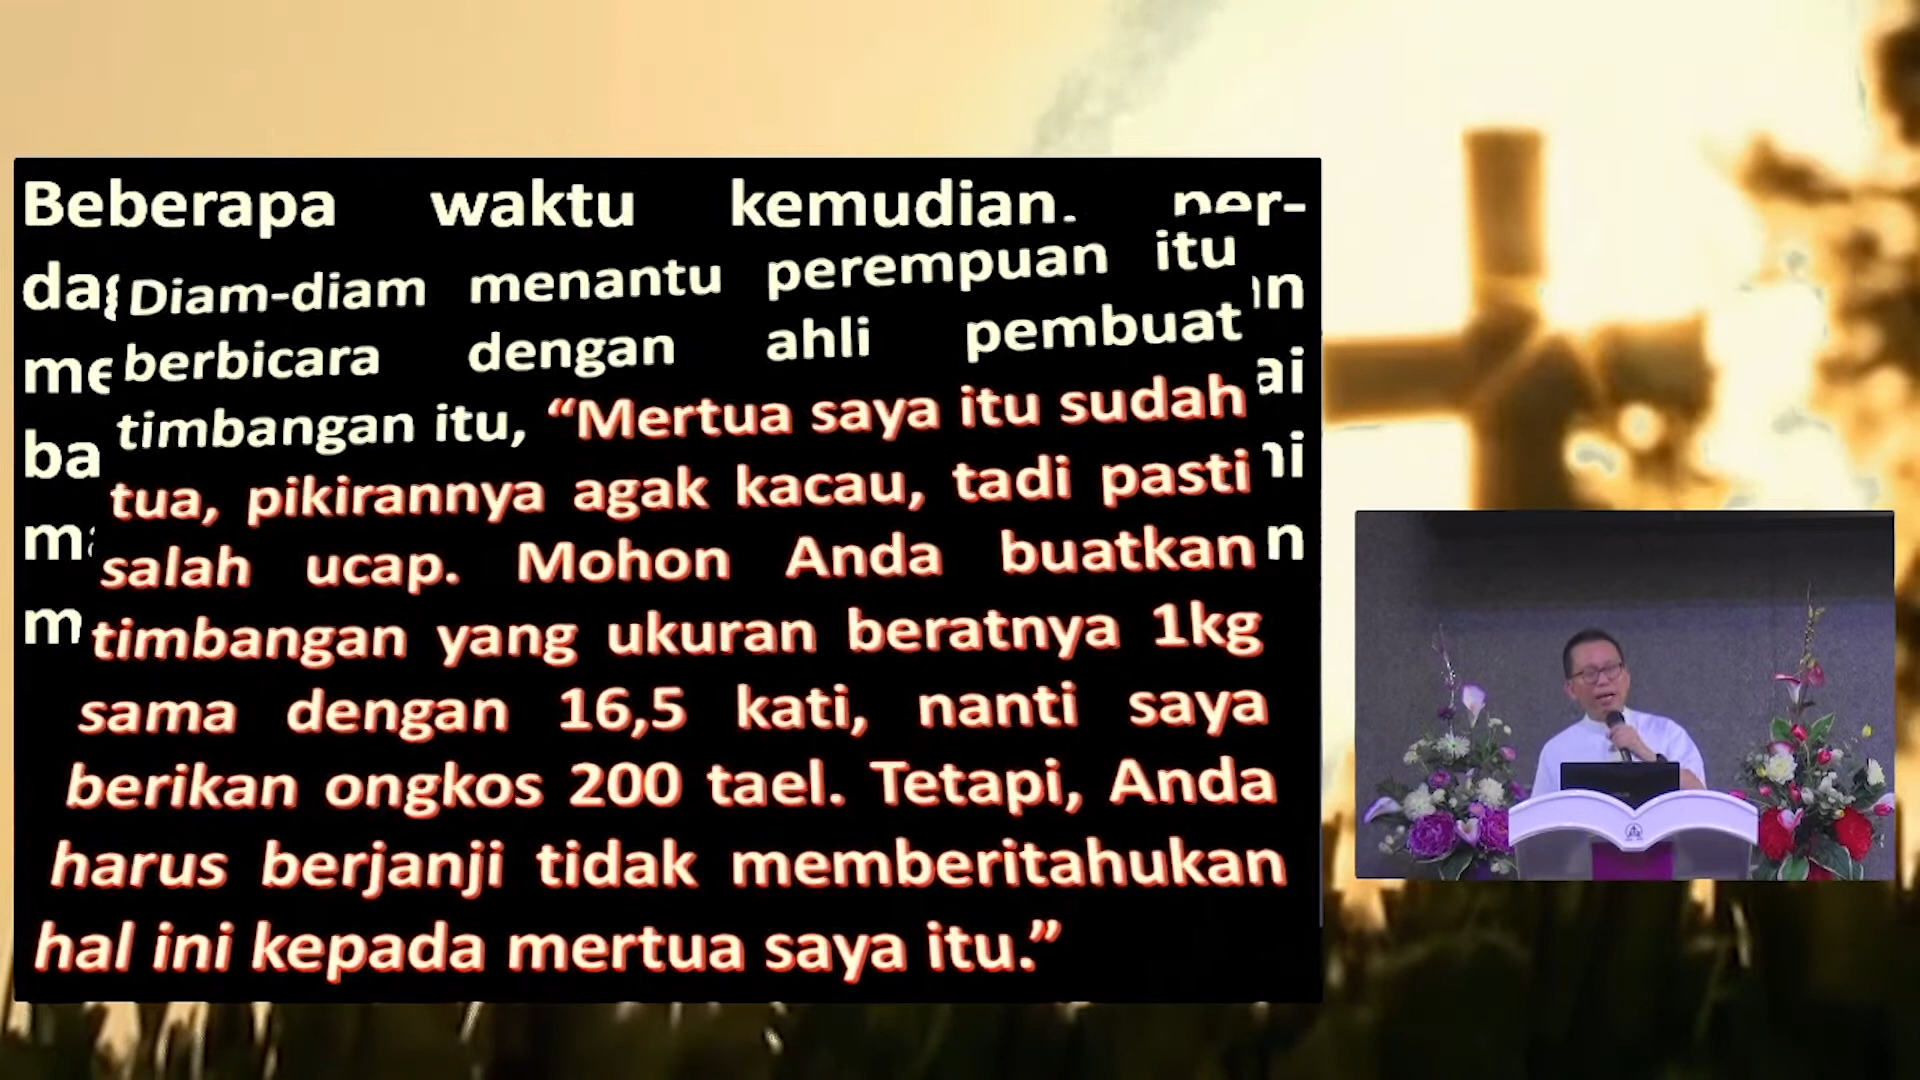 Beberapa waktu kemudian,
Diam-diam menantu perempuan itu
berbicara dengan ahli pembuat
timbangan itu, “Mertua saya itu sudah
tua, pikirannya agak kacau, tadi pasti
salah ucap. Mohon Anda buatkan
timbangan yang ukuran beratnya 1kg
sama dengan 16,5 kati, nanti saya
berikan ongkos 200 tael. Tetapi, Anda
harus berjanji tidak memberitahukan
hal ini kepada mertua saya itu.”